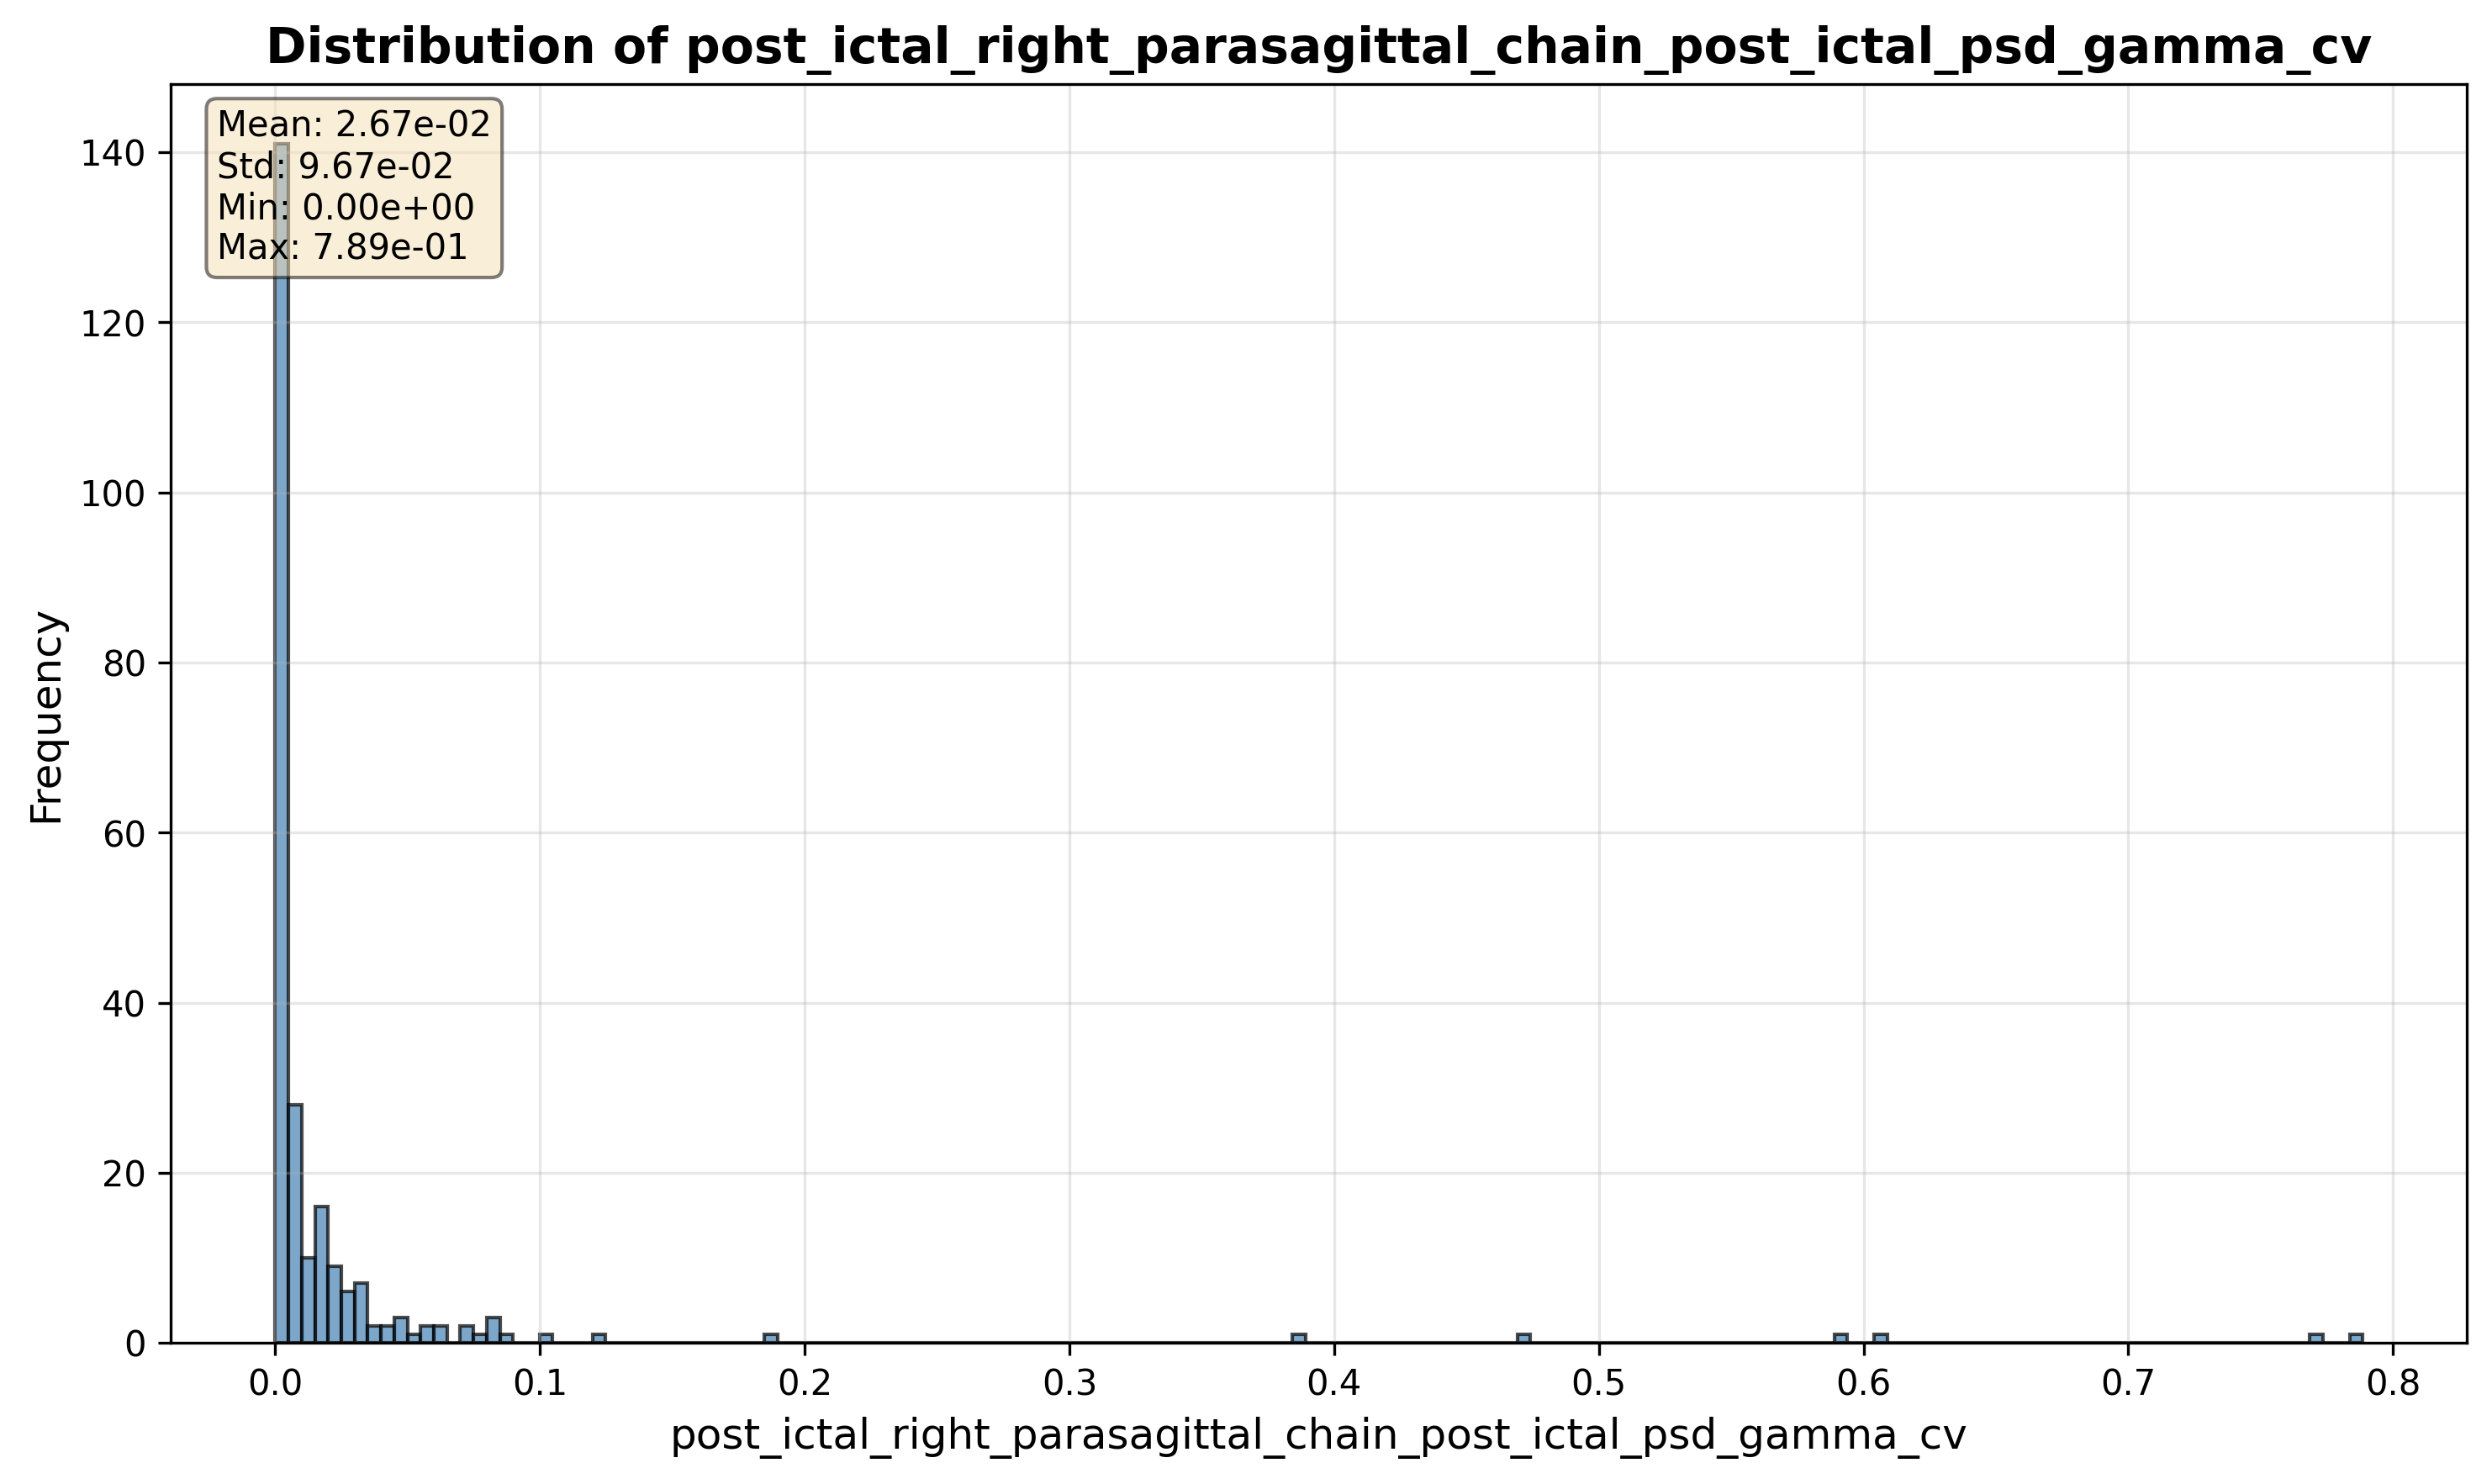 Distribution of post_ictal_right_parasagittal_chain_post_ictal_psd_gamma_cv
Mean: 2.67e-02
Std: 9.67e-02
Min: 0.00e+00
Max: 7.89e-01
140
120
100
80
60
40
20
0
Frequency
0.0 0.1 0.2 0.3 0.4 0.5 0.6 0.7 0.8
post_ictal_right_parasagittal_chain_post_ictal_psd_gamma_cv